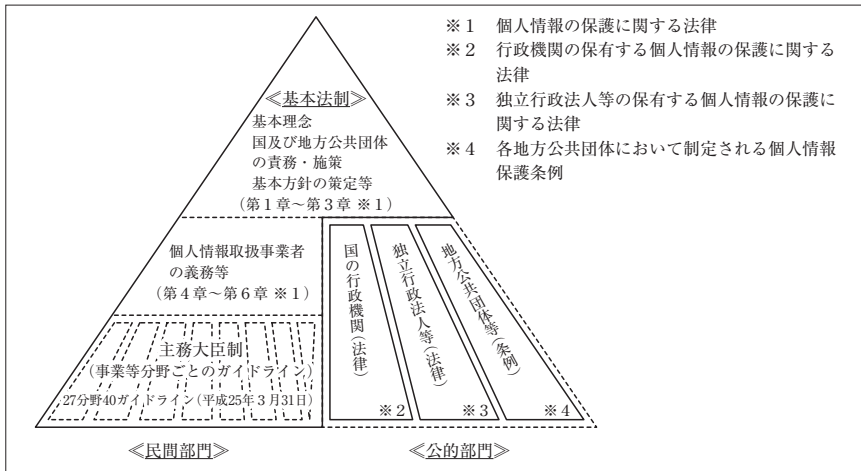 ≪基本法制≫
基本理念
国及び地方公共団体
の責務・施策
基本方針の策定等
(第1章~第3章 ※1)
個人情報取扱事業者
の義務等
(第4章~第6章 ※1)
主務大臣制
(事業等分野ごとのガイドライン)
27分野40ガイドライン(平成25年3月31日)
≪民間部門≫
国の行政機関(法律)
※2
独立行政法人等(法律)
※3
地方公共団体等(条例)
※4
≪公的部門≫
※1 個人情報の保護に関する法律
※2 行政機関の保有する個人情報の保護に関する
法律
※3 独立行政法人等の保有する個人情報の保護に
関する法律
※4 各地方公共団体において制定される個人情報
保護条例